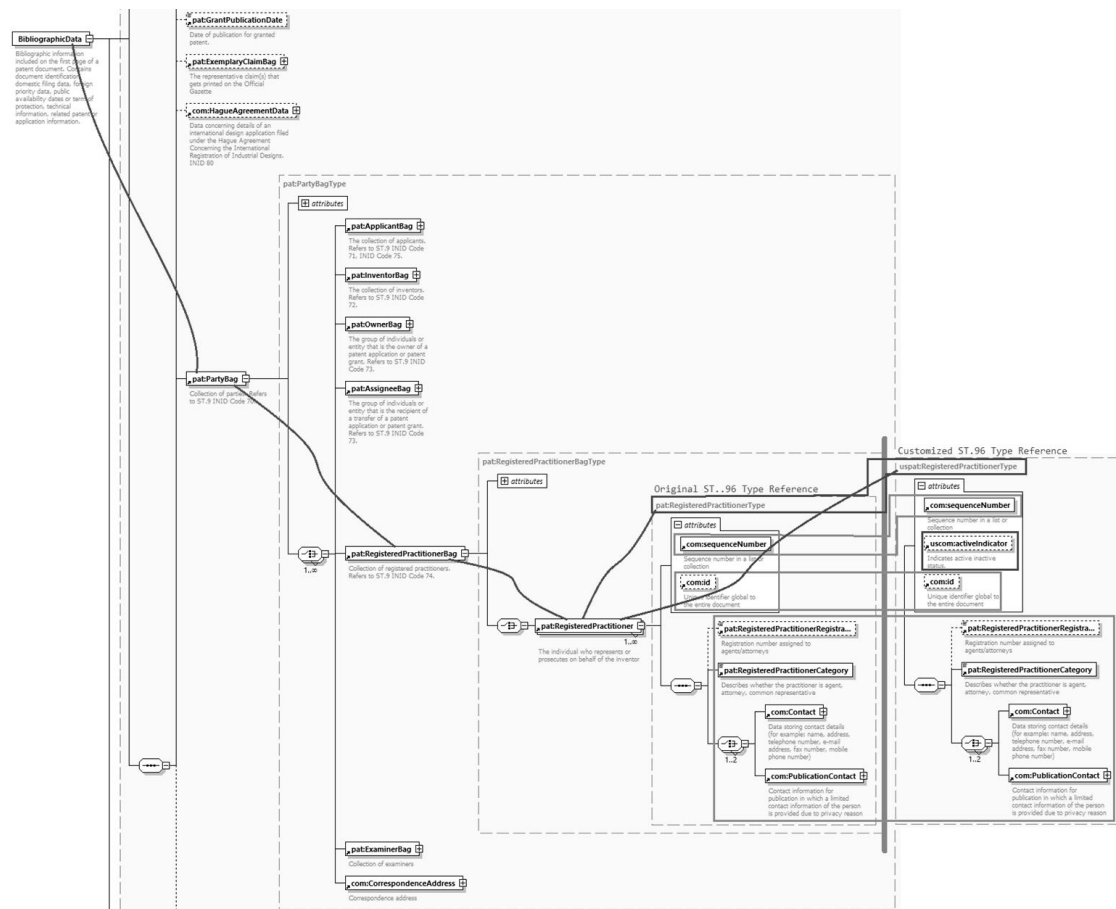 pat:GrantPublicationDate
Date of publication for granted
patent.
BibliographicData
Bibliographic information
included on the first page of a
patent document. Contains
document identification,
domestic filing data, foreign
priority data, public
availability dates or term of
protection, technical
information, related patent or
application information.
pat:ExemplaryClaimBag
The representative claim(s) that
gets printed on the Official
Gazette
com:HagueAgreementData
Data concerning details of an
international design application filed
under the Hague Agreement
Concerning the International
Registration of Industrial Designs.
INID 80
pat:PartyBagType
attributes
pat:ApplicantBag
The collection of applicants.
Refers to ST.9 INID Code
71, INID Code 75.
pat:InventorBag
The collection of inventors.
Refers to ST.9 INID Code
72.
pat:OwnerBag
The group of individuals or
entity that is the owner of a
patent application or patent
grant. Refers to ST.9 INID
Code 73.
pat:PartyBag
Collection of parties. Refers
to ST.9 INID Code 70.
pat:AssigneeBag
The group of individuals or
entity that is the recipient of
a transfer of a patent
application or patent grant.
Refers to ST.9 INID Code
73.
pat:RegisteredPractitionerBagType
attributes
Customized ST.96 Type Reference
uspat:RegisteredPractitionerType
Original ST..96 Type Reference
pat:RegisteredPractitionerType
attributes
com:sequenceNumber
Sequence number in a list or
collection
com:id
Unique identifier global to
the entire document
attributes
com:sequenceNumber
Sequence number in a list or
collection
uscom:activeIndicator
Indicates active inactive
status.
com:id
Unique identifier global to
the entire document
pat:RegisteredPractitionerBag
1..∞
Collection of registered practitioners.
Refers to ST.9 INID Code 74.
pat:RegisteredPractitioner
1..∞
The individual who represents or
prosecutes on behalf of the inventor
pat:RegisteredPractitionerRegistra...
Registration number assigned to
agents/attorneys
pat:RegisteredPractitionerCategory
Describes whether the practitioner is agent,
attorney, common representative
com:Contact
Data storing contact details
(for example: name, address,
telephone number, e-mail
address, fax number, mobile
phone number)
1..2
com:PublicationContact
Contact information for
publication in which a limited
contact information of the person
is provided due to privacy reason
pat:RegisteredPractitionerRegistra...
Registration number assigned to
agents/attorneys
pat:RegisteredPractitionerCategory
Describes whether the practitioner is agent,
attorney, common representative
com:Contact
Data storing contact details
(for example: name, address,
telephone number, e-mail
address, fax number, mobile
phone number)
1..2
com:PublicationContact
Contact information for
publication in which a limited
contact information of the person
is provided due to privacy reason
pat:ExaminerBag
Collection of examiners
com:CorrespondenceAddress
Correspondence address